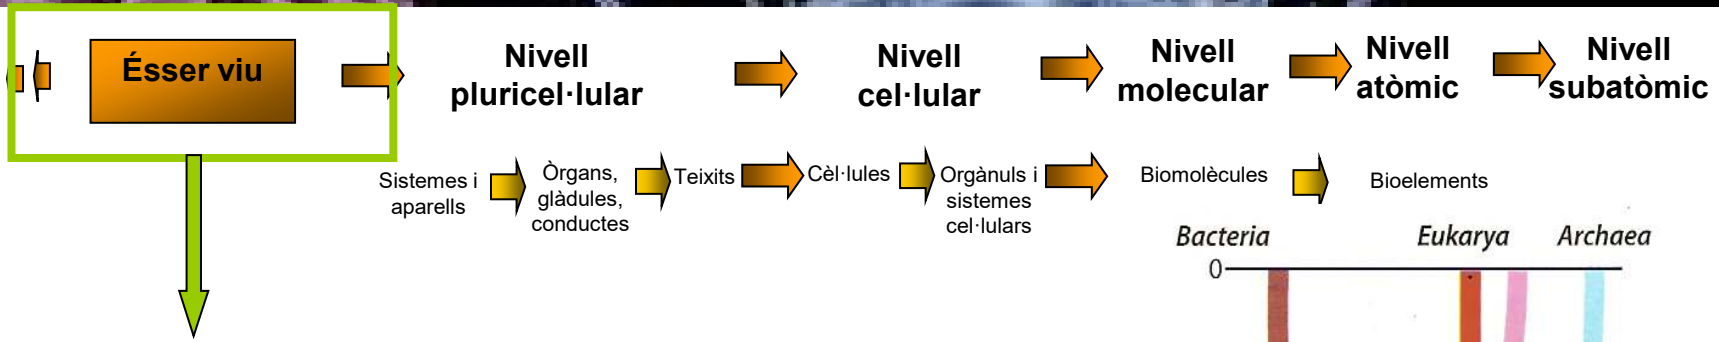 Ésser viu
Nivell
pluricel·lular
Nivell
cel·lular
Nivell
molecular
Nivell
atòmic
Nivell
subatòmic
Sistemes i
aparells
Òrgans,
glàdules,
conductes
Teixits
Cèl·lules
Orgànuls i
sistemes
cel·lulars
Biomolècules
Bioelements
Bacteria
Eukarya
Archaea
0